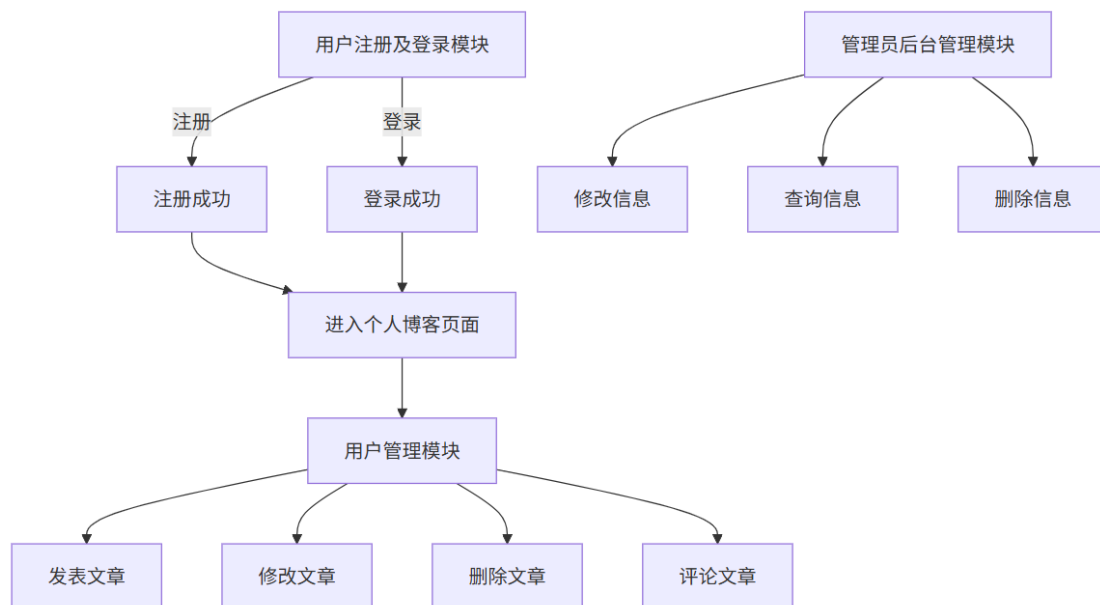 用户注册及登录模块
管理员后台管理模块
注册
登录
注册成功
登录成功
修改信息
查询信息
删除信息
进入个人博客页面
用户管理模块
发表文章
修改文章
删除文章
评论文章